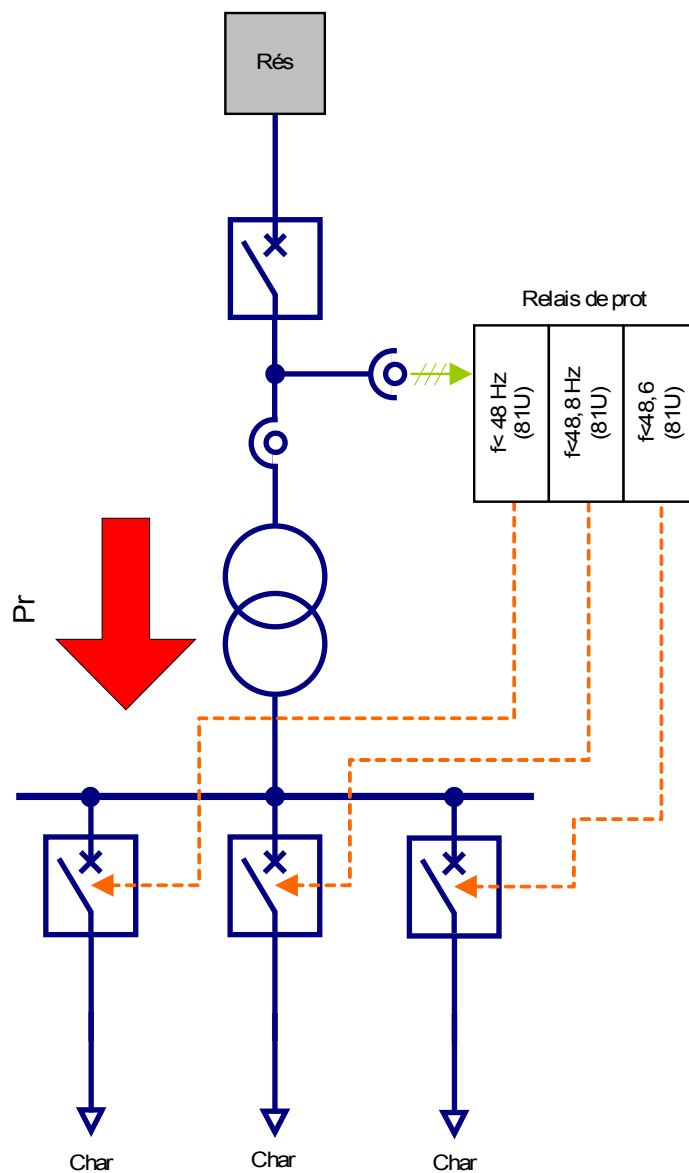 Rés
Relais de prot
f< 48 Hz
(81U)
f<48,8 Hz
(81U)
f<48,6
(81U)
Pr
Char
Char
Char